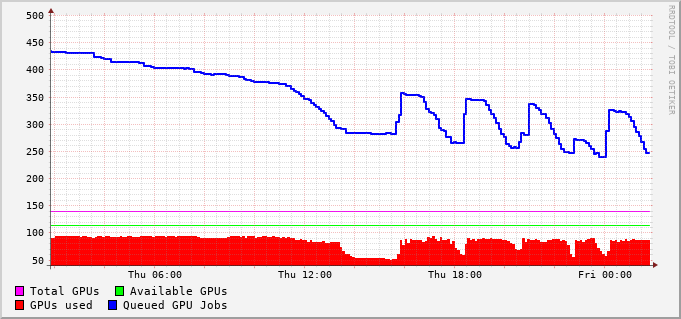 500
450
400
350
300
250
200
150
100
50
Thu 06:00 Thu 12:00 Thu 18:00 Fri 00:00
Total GPUs Available GPUs
GPUs used Queued GPU Jobs
RRDTOOL / TOBI OETIKER